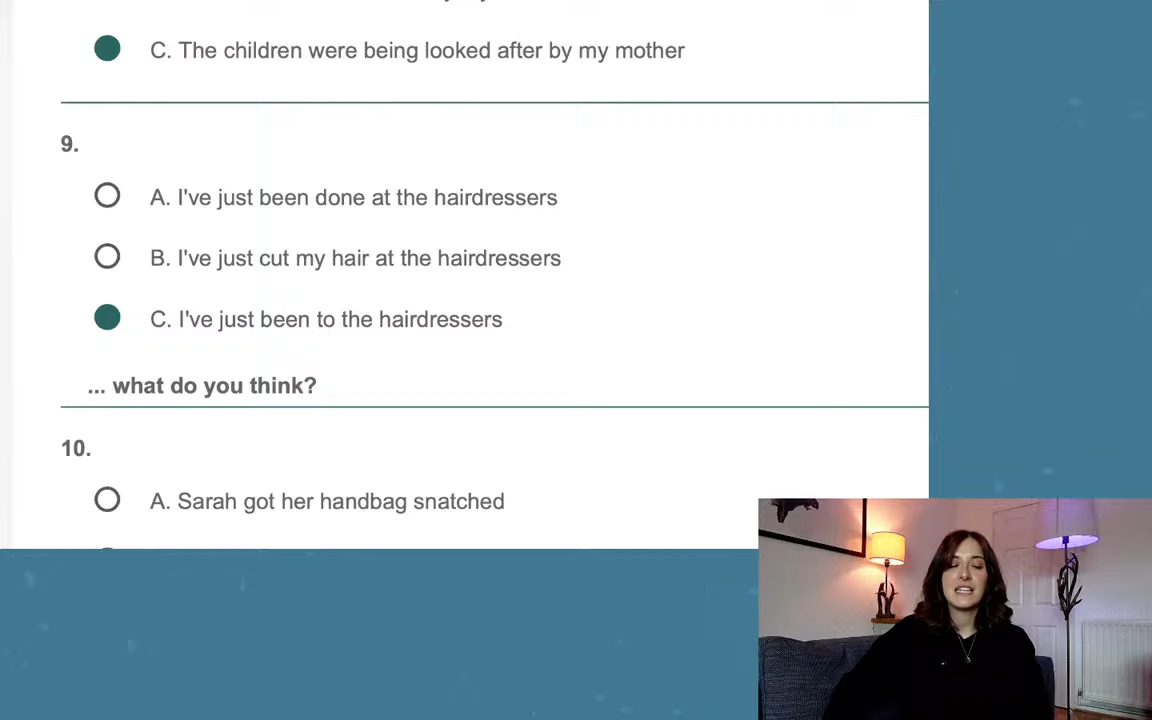 C. The children were being looked after by my mother
9.
A. I've just been done at the hairdressers
B. I've just cut my hair at the hairdressers
C. I've just been to the hairdressers
... what do you think?
10.
A. Sarah got her handbag snatched